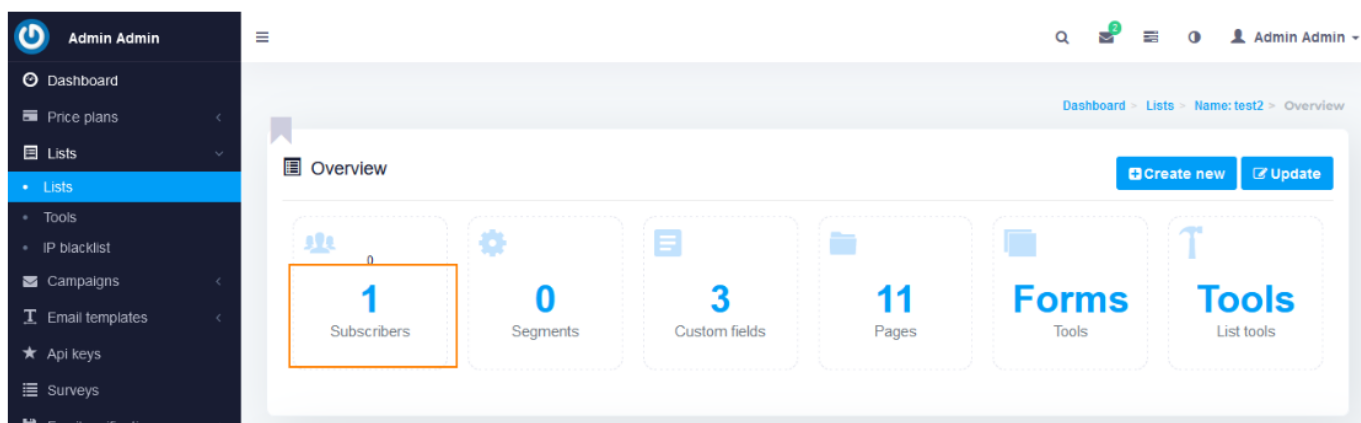 Admin Admin
2
Admin Admin
Dashboard
Price plans
Lists
Lists
Tools
IP blacklist
Campaigns
Email templates
Api keys
Surveys
Dashboard > Lists > Name: test2 > Overview
Overview
Create new
Update
0
1
Subscribers
0
Segments
3
Custom fields
11
Pages
Forms
Tools
Tools
List tools